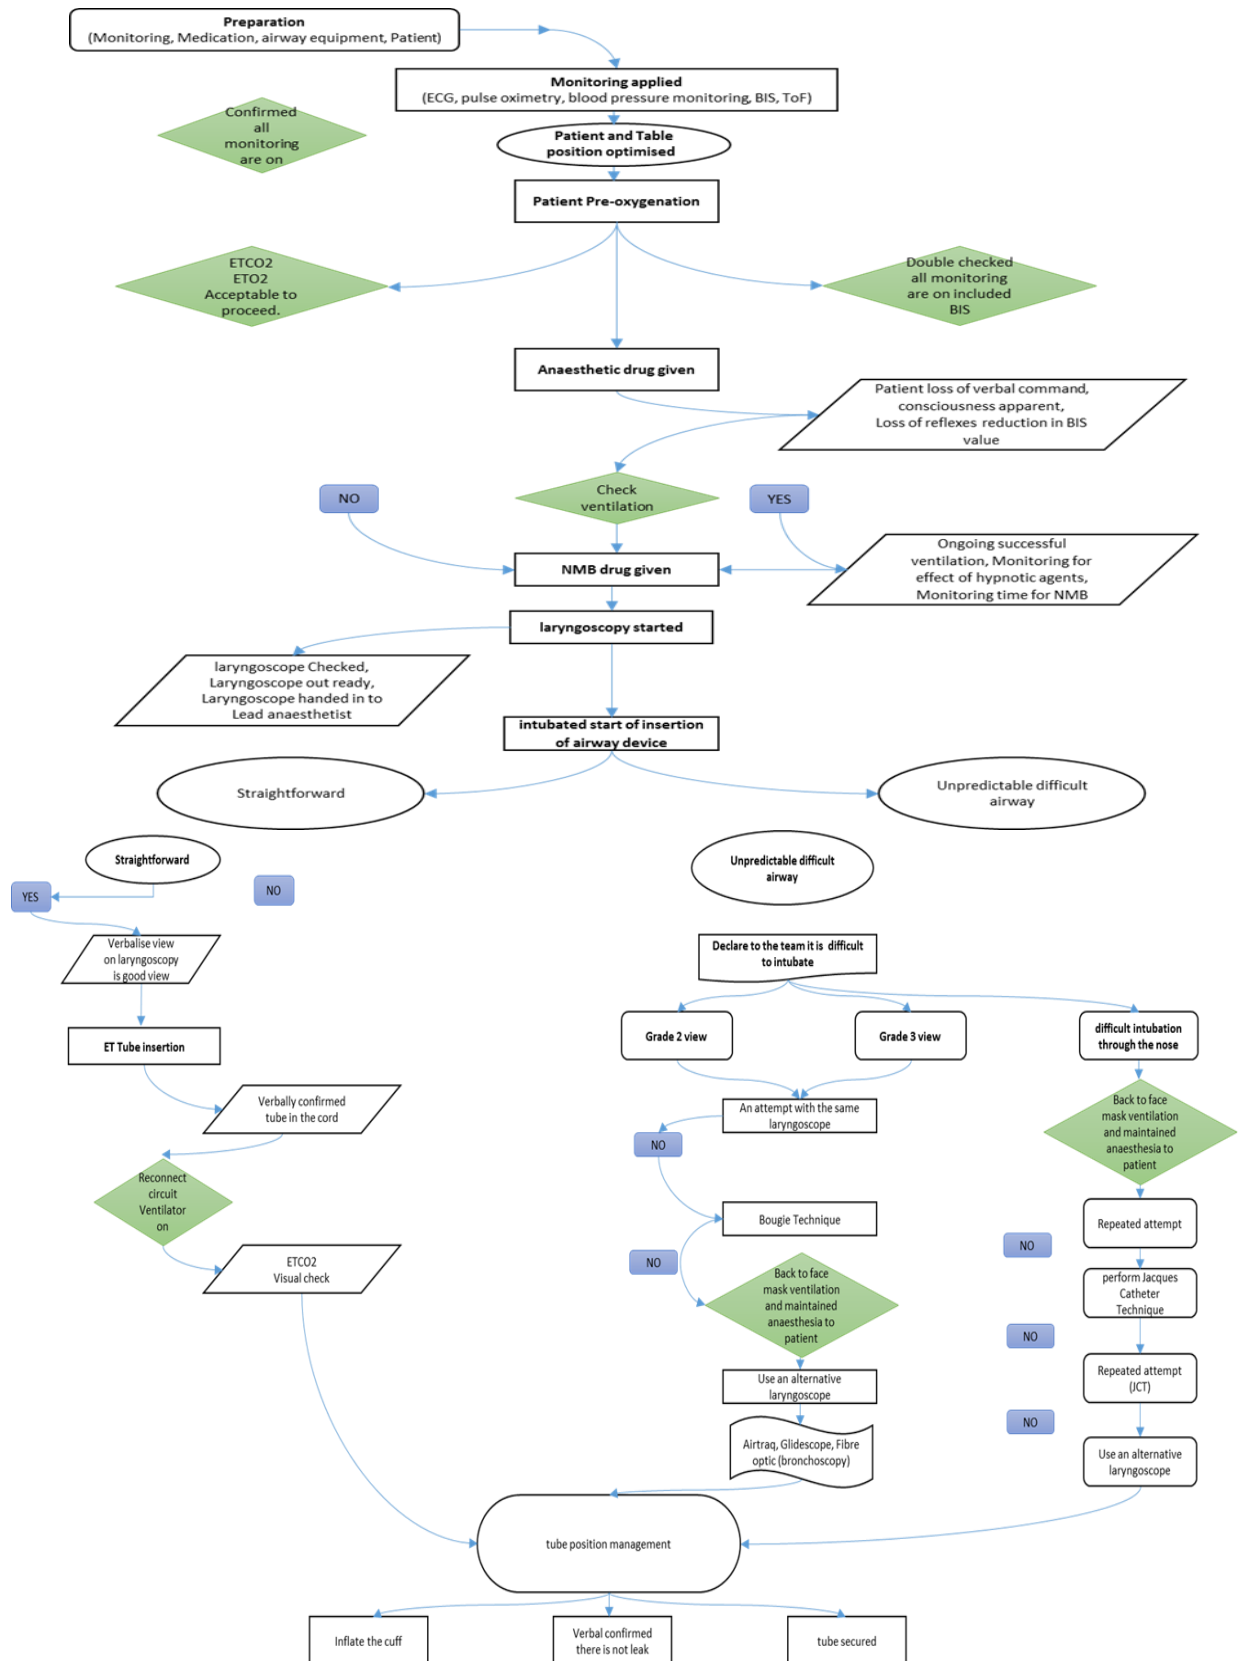 Preparation
(Monitoring, Medication, airway equipment, Patient)
Monitoring applied
(ECG, pulse oximetry, blood pressure monitoring, BIS, ToF)
Confirmed
all
monitoring
are on
Patient and Table
position optimised
Patient Pre-oxygenation
ETCO2
ETO2
Acceptable to
proceed.
Double checked
all monitoring
are on included
BIS
Anaesthetic drug given
Patient loss of verbal command,
consciousness apparent,
Loss of reflexes reduction in BIS
value
NO
Check
ventilation
YES
NMB drug given
Ongoing successful
ventilation, Monitoring for
effect of hypnotic agents,
Monitoring time for NMB
laryngoscopy started
laryngoscope Checked,
Laryngoscope out ready,
Laryngoscope handed in to
Lead anaesthetist
intubated start of insertion
of airway device
Straightforward
Unpredictable difficult
airway
Straightforward
YES
NO
Verbalise view
on laryngoscopy
is good view
ET Tube insertion
Verbally confirmed
tube in the cord
Reconnect
circuit
Ventilator
on
ETCO2
Visual check
Unpredictable difficult
airway
Declare to the team it is difficult
to intubate
Grade 2 view
Grade 3 view
difficult intubation
through the nose
An attempt with the same
laryngoscope
NO
Bougie Technique
NO
Back to face
mask ventilation
and maintained
anaesthesia to
patient
Use an alternative
laryngoscope
Airtraq, Glidescope, Fibre
optic (bronchoscopy)
Back to face
mask ventilation
and maintained
anaesthesia to
patient
Repeated attempt
NO
perform Jacques
Catheter
Technique
NO
Repeated attempt
(JCT)
NO
Use an alternative
laryngoscope
tube position management
Inflate the cuff
Verbal confirmed
there is not leak
tube secured